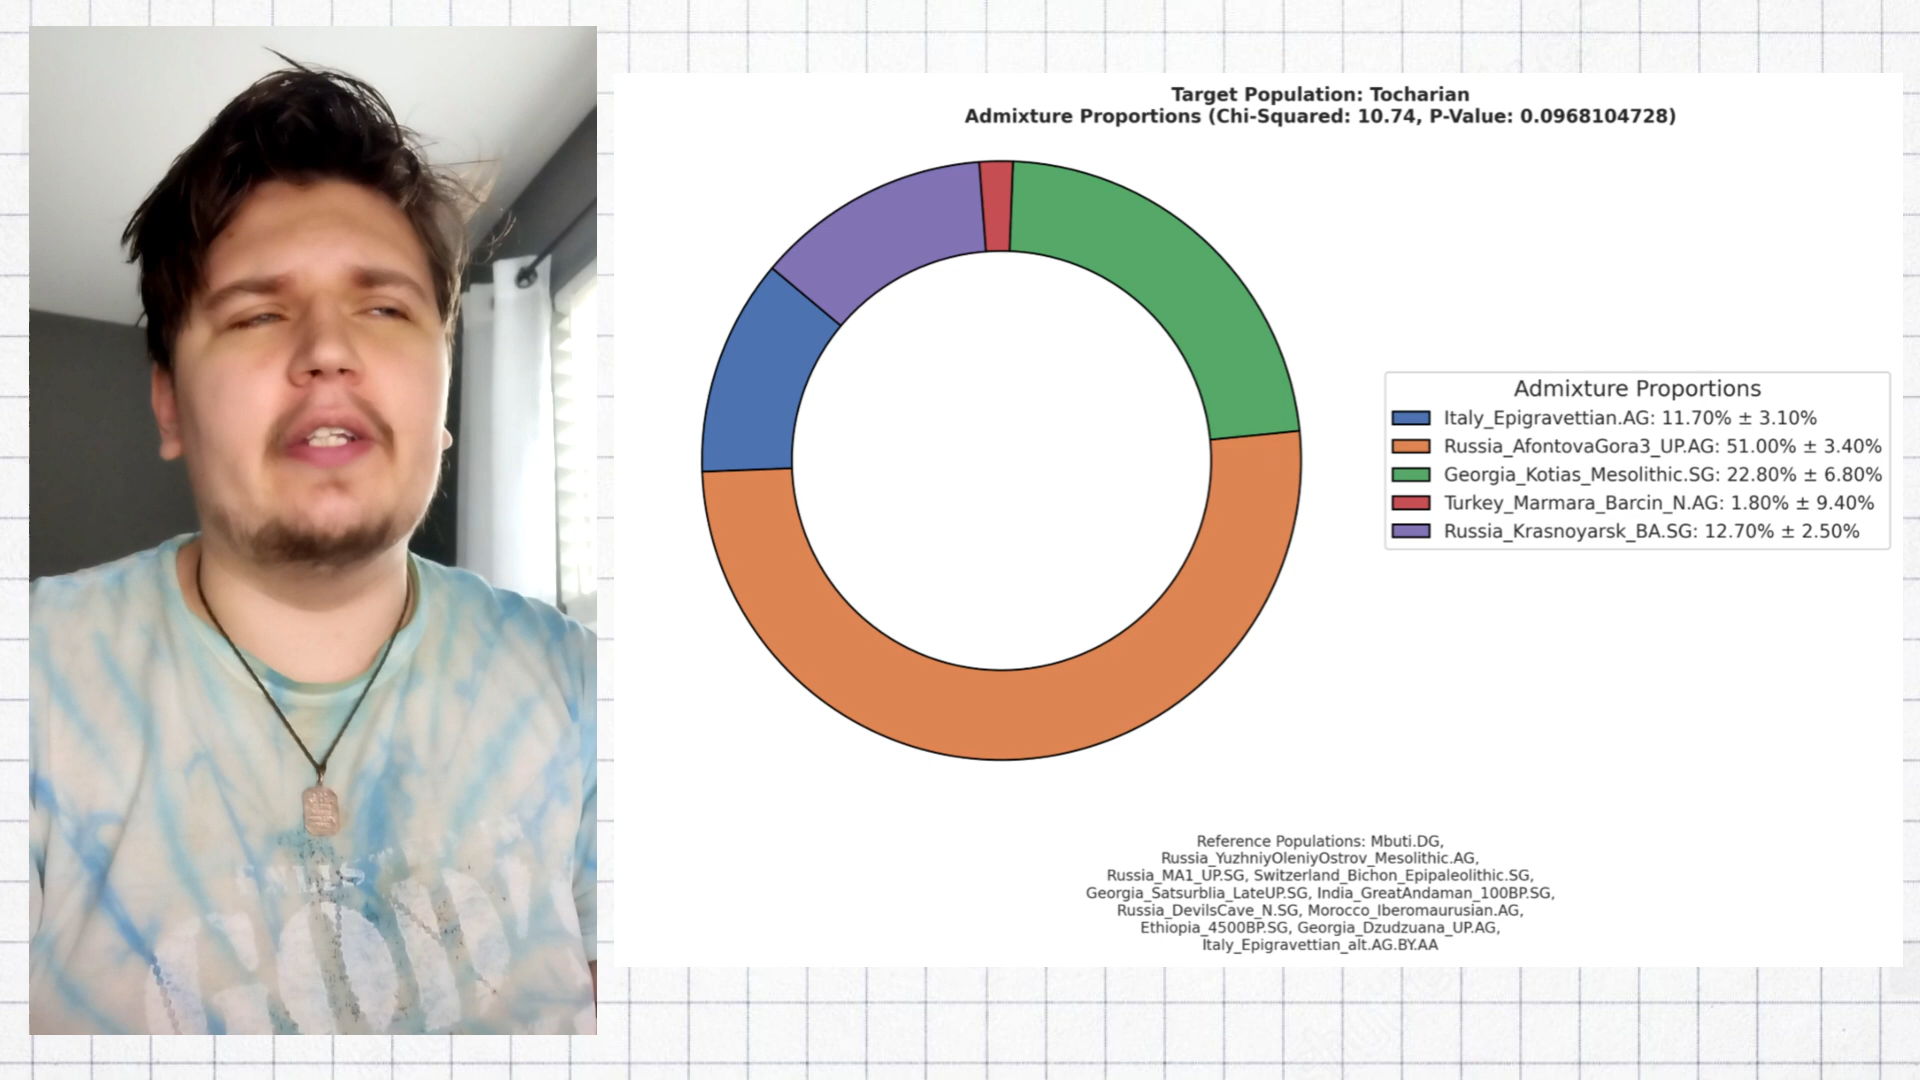 Target Population: Tocharian
Admixture Proportions (Chi-Squared: 10.74, P-Value: 0.0968104728)
Admixture Proportions
Italy_Epigravettian.AG: 11.70% ± 3.10%
Russia_AfontovaGora3_UP.AG: 51.00% ± 3.40%
Georgia_Kotias_Mesolithic.SG: 22.80% ± 6.80%
Turkey_Marmara_Barcin_N.AG: 1.80% ± 9.40%
Russia_Krasnoyarsk_BA.SG: 12.70% ± 2.50%
Reference Populations: Mbuti.DG,
Russia_YuzhniyOleniyOstrov_Mesolithic.AG,
Russia_MA1_UP.SG, Switzerland_Bichon_Epipaleolithic.SG,
Georgia_Satsurblia_LateUP.SG, India_GreatAndaman_100BP.SG,
Russia_DevilsCave_N.SG, Morocco_Iberomaurusian.AG,
Ethiopia_4500BP.SG, Georgia_Dzudzuana_UP.AG,
Italy_Epigravettian_alt.AG.BY.AA